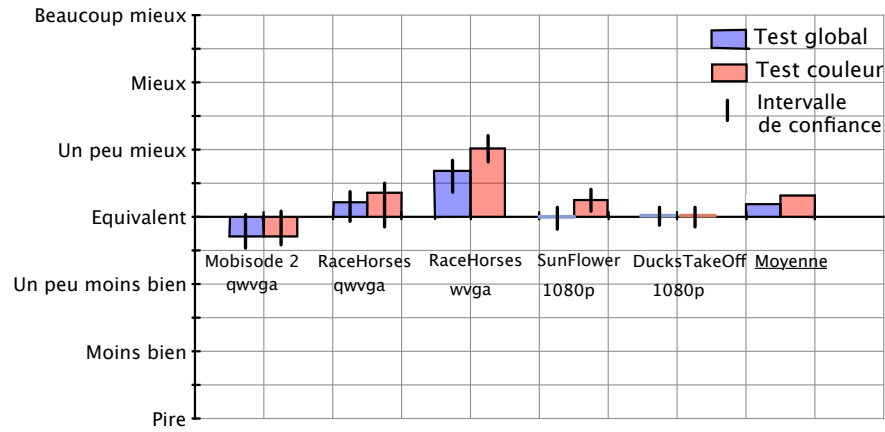 Beaucoup mieux
Mieux
Un peu mieux
Equivalent
Un peu moins bien
Moins bien
Pire
Test global
Test couleur
Intervalle
de confiance
Mobisode 2
qwvga
RaceHorses
qwvga
RaceHorses
wvga
SunFlower
1080p
DucksTakeOff
1080p
Moyenne